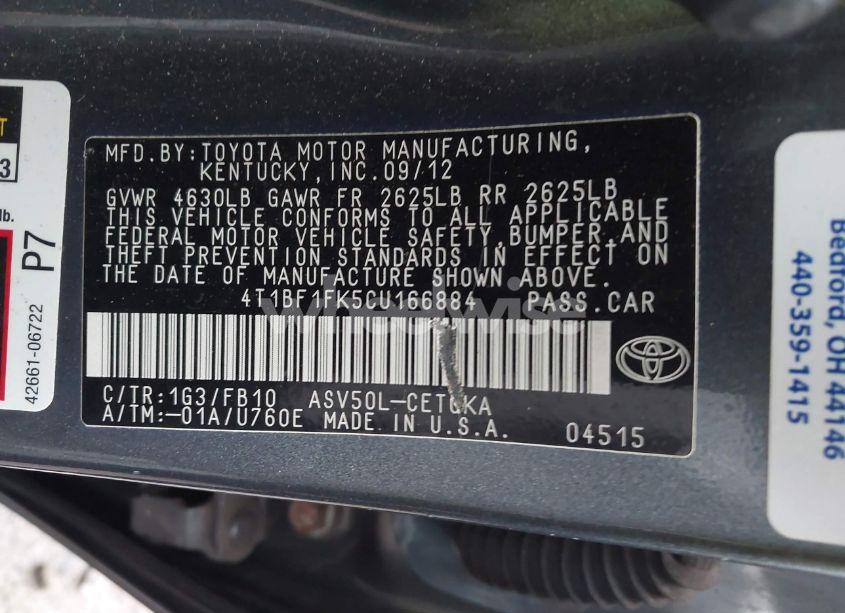 MFD.BY:TOYOTA MOTOR MANUFACTURING,
KENTUCKY, INC.09/12
GVWR 4630LB GAWR FR 2625LB RR 2625LB
THIS VEHICLE CONFORMS TO ALL APPLICABLE
FEDERAL MOTOR VEHICLE SAFETY,BUMPER,AND
THEFT PREVENTION STANDARDS IN EFFECT ON
THE DATE OF MANUFACTURE SHOWN ABOVE.
4T1BF1FK5CU166884 PASS.CAR
C/TR:1G3/FB10 ASV50L-CETGKA
A/TM:-01A/U760E MADE IN U.S.A. 04515
lb.
P7
42661-06722
Bedford, OH 44146
440-359-1415
wheelwise